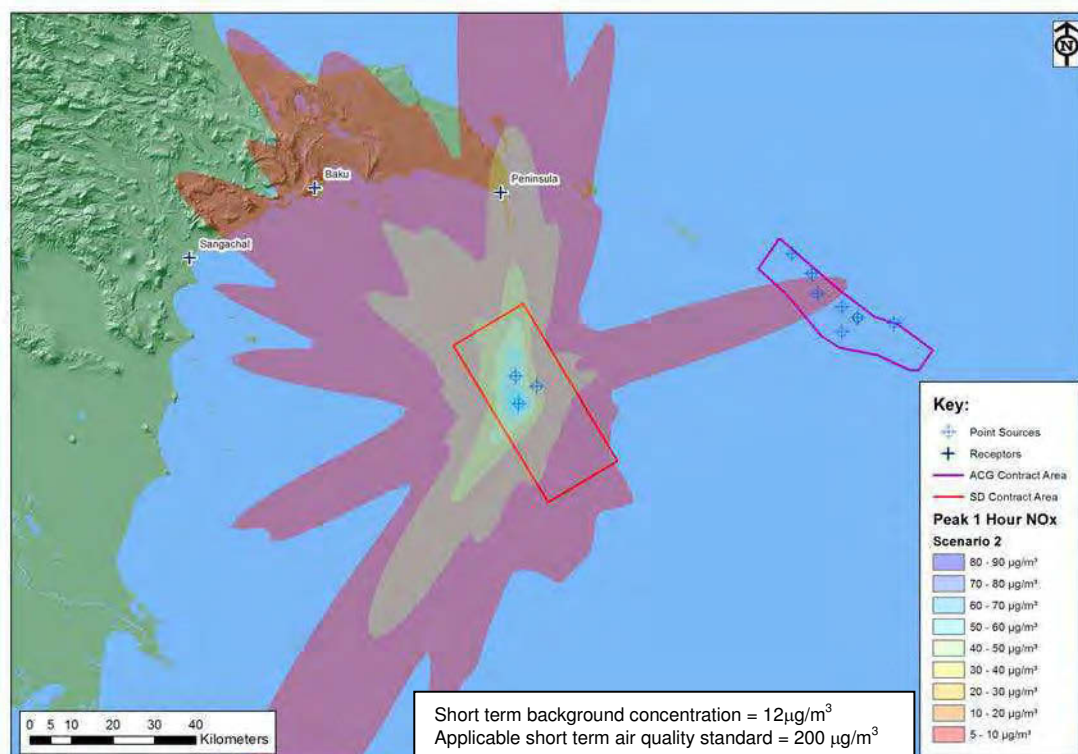 N
Baku
Peninsula
Sangachal
Key:
Point Sources
Receptors
ACG Contract Area
SD Contract Area
Peak 1 Hour NOx
Scenario 2
80 - 90 µg/m³
70 - 80 µg/m³
60 - 70 µg/m³
50 - 60 µg/m³
40 - 50 µg/m³
30 - 40 µg/m³
20 - 30 µg/m³
10 - 20 µg/m³
5 - 10 µg/m³
0 5 10 20 30 40
Kilometers
Short term background concentration = 12µg/m³
Applicable short term air quality standard = 200 µg/m³